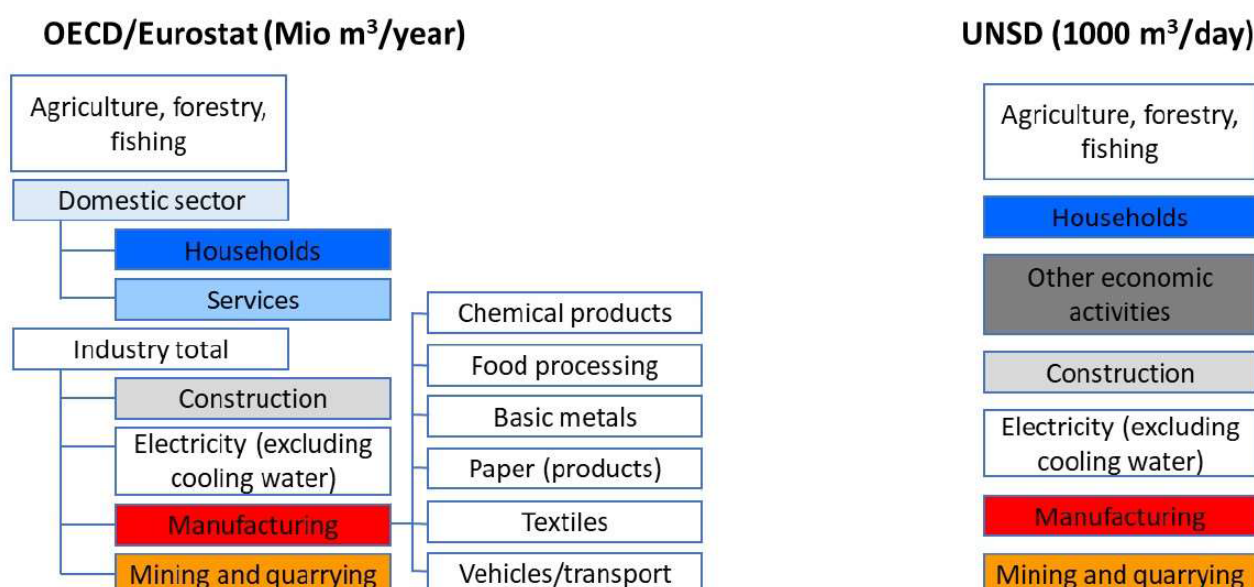 OECD/Eurostat (Mio m³/year)
Agriculture, forestry,
fishing
Domestic sector
Households
Services
Industry total
Construction
Electricity (excluding
cooling water)
Manufacturing
Mining and quarrying
Chemical products
Food processing
Basic metals
Paper (products)
Textiles
Vehicles/transport
UNSD (1000 m³/day)
Agriculture, forestry,
fishing
Households
Other economic
activities
Construction
Electricity (excluding
cooling water)
Manufacturing
Mining and quarrying